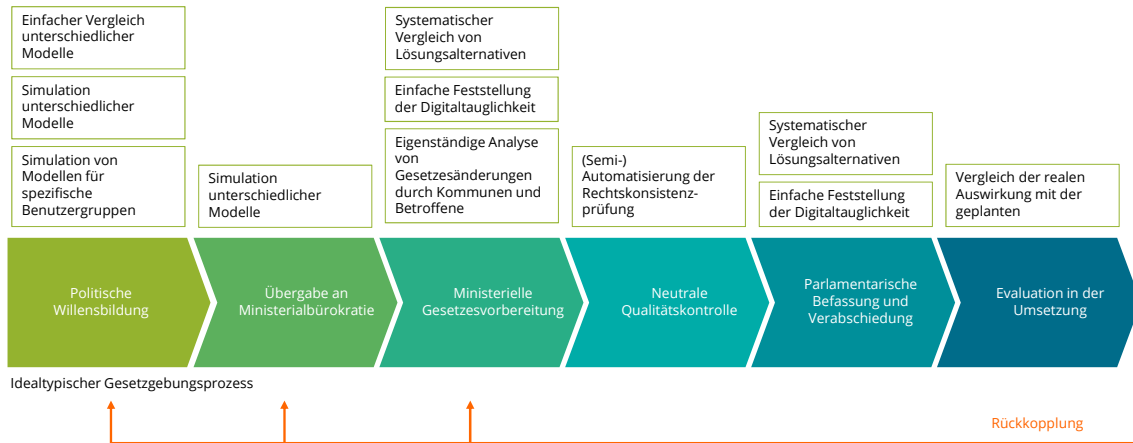 Einfacher Vergleich
unterschiedlicher
Modelle
Simulation
unterschiedlicher
Modelle
Simulation von
Modellen für
spezifische
Benutzergruppen
Simulation
unterschiedlicher
Modelle
Systematischer
Vergleich von
Lösungsalternativen
Einfache Feststellung
der Digitaltauglichkeit
Eigenständige Analyse
von
Gesetzesänderungen
durch Kommunen und
Betroffene
(Semi-)
Automatisierung der
Rechtskonsistenz-
prüfung
Systematischer
Vergleich von
Lösungsalternativen
Einfache Feststellung
der Digitaltauglichkeit
Vergleich der realen
Auswirkung mit der
geplanten
Politische
Willensbildung
Übergabe an
Ministerialbürokratie
Ministerielle
Gesetzesvorbereitung
Neutrale
Qualitätskontrolle
Parlamentarische
Befassung und
Verabschiedung
Evaluation in der
Umsetzung
Idealtypischer Gesetzgebungsprozess
Rückkopplung